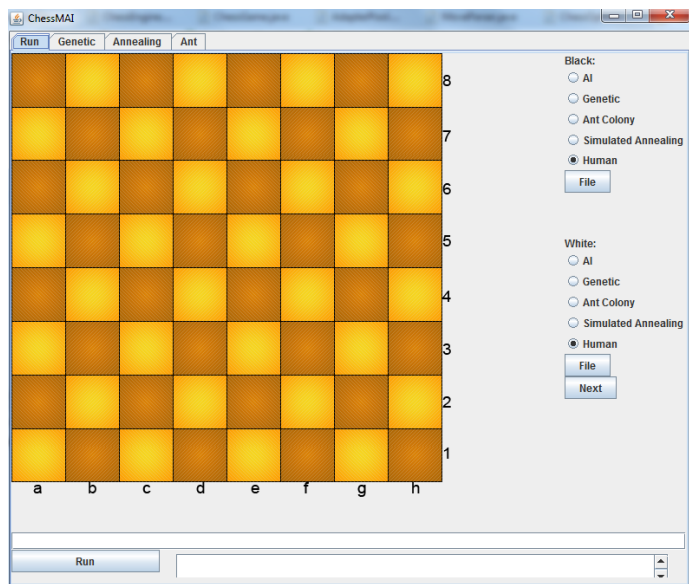 ChessMAI
Run Genetic Annealing Ant
8
7
6
5
4
3
2
1
a b c d e f g h
Black:
AI
Genetic
Ant Colony
Simulated Annealing
Human
File
White:
AI
Genetic
Ant Colony
Simulated Annealing
Human
File
Next
Run